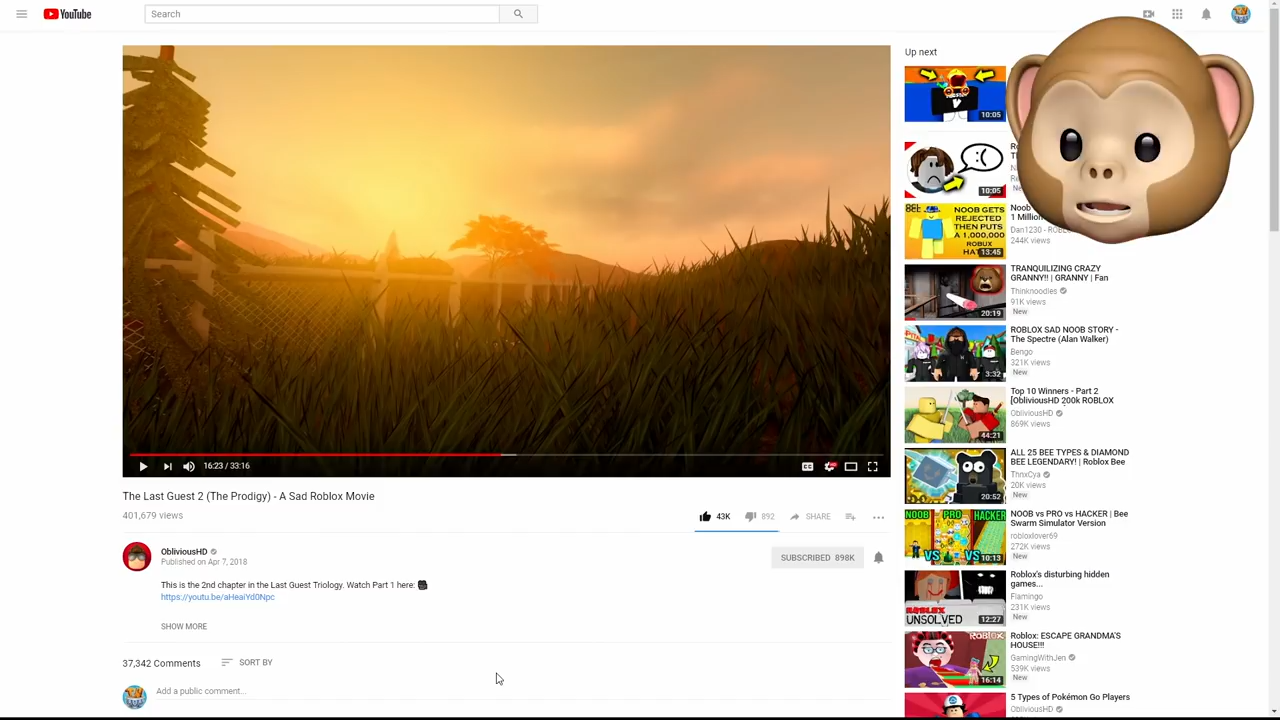 YouTube
Search
Up next
10:05
:(
10:05
New
NOOB GETS
REJECTED
THEN PUTS
A 1,000,000
ROBUX
13:45
Noob
1 Million
Dan1230 - ROBL
244K views
20:19
TRANQUILIZING CRAZY
GRANNY!! | GRANNY | Fan
Thinknoodles
91K views
New
3:32
ROBLOX SAD NOOB STORY -
The Spectre (Alan Walker)
Bengo
321K views
New
44:21
Top 10 Winners - Part 2
[ObliviousHD 200k ROBLOX
ObliviousHD
869K views
20:52
ALL 25 BEE TYPES & DIAMOND
BEE LEGENDARY! | Roblox Bee
ThnxCya
20K views
New
NOOB PRO HACKER
VS VS
10:13
NOOB vs PRO vs HACKER | Bee
Swarm Simulator Version
robloxlover69
272K views
New
ROBLOX
UNSOLVED
12:27
Roblox's disturbing hidden
games...
Flamingo
231K views
New
ROBLOX
16:14
Roblox: ESCAPE GRANDMA'S
HOUSE!!!
GamingWithJen
539K views
New
5 Types of Pokémon Go Players
ObliviousHD
16:23 / 33:16
The Last Guest 2 (The Prodigy) - A Sad Roblox Movie
401,679 views
43K
892
SHARE
ObliviousHD
Published on Apr 7, 2018
SUBSCRIBED 898K
This is the 2nd chapter in the Last Guest Triology. Watch Part 1 here:
https://youtu.be/aHeaiYd0Npc
SHOW MORE
37,342 Comments
SORT BY
Add a public comment...